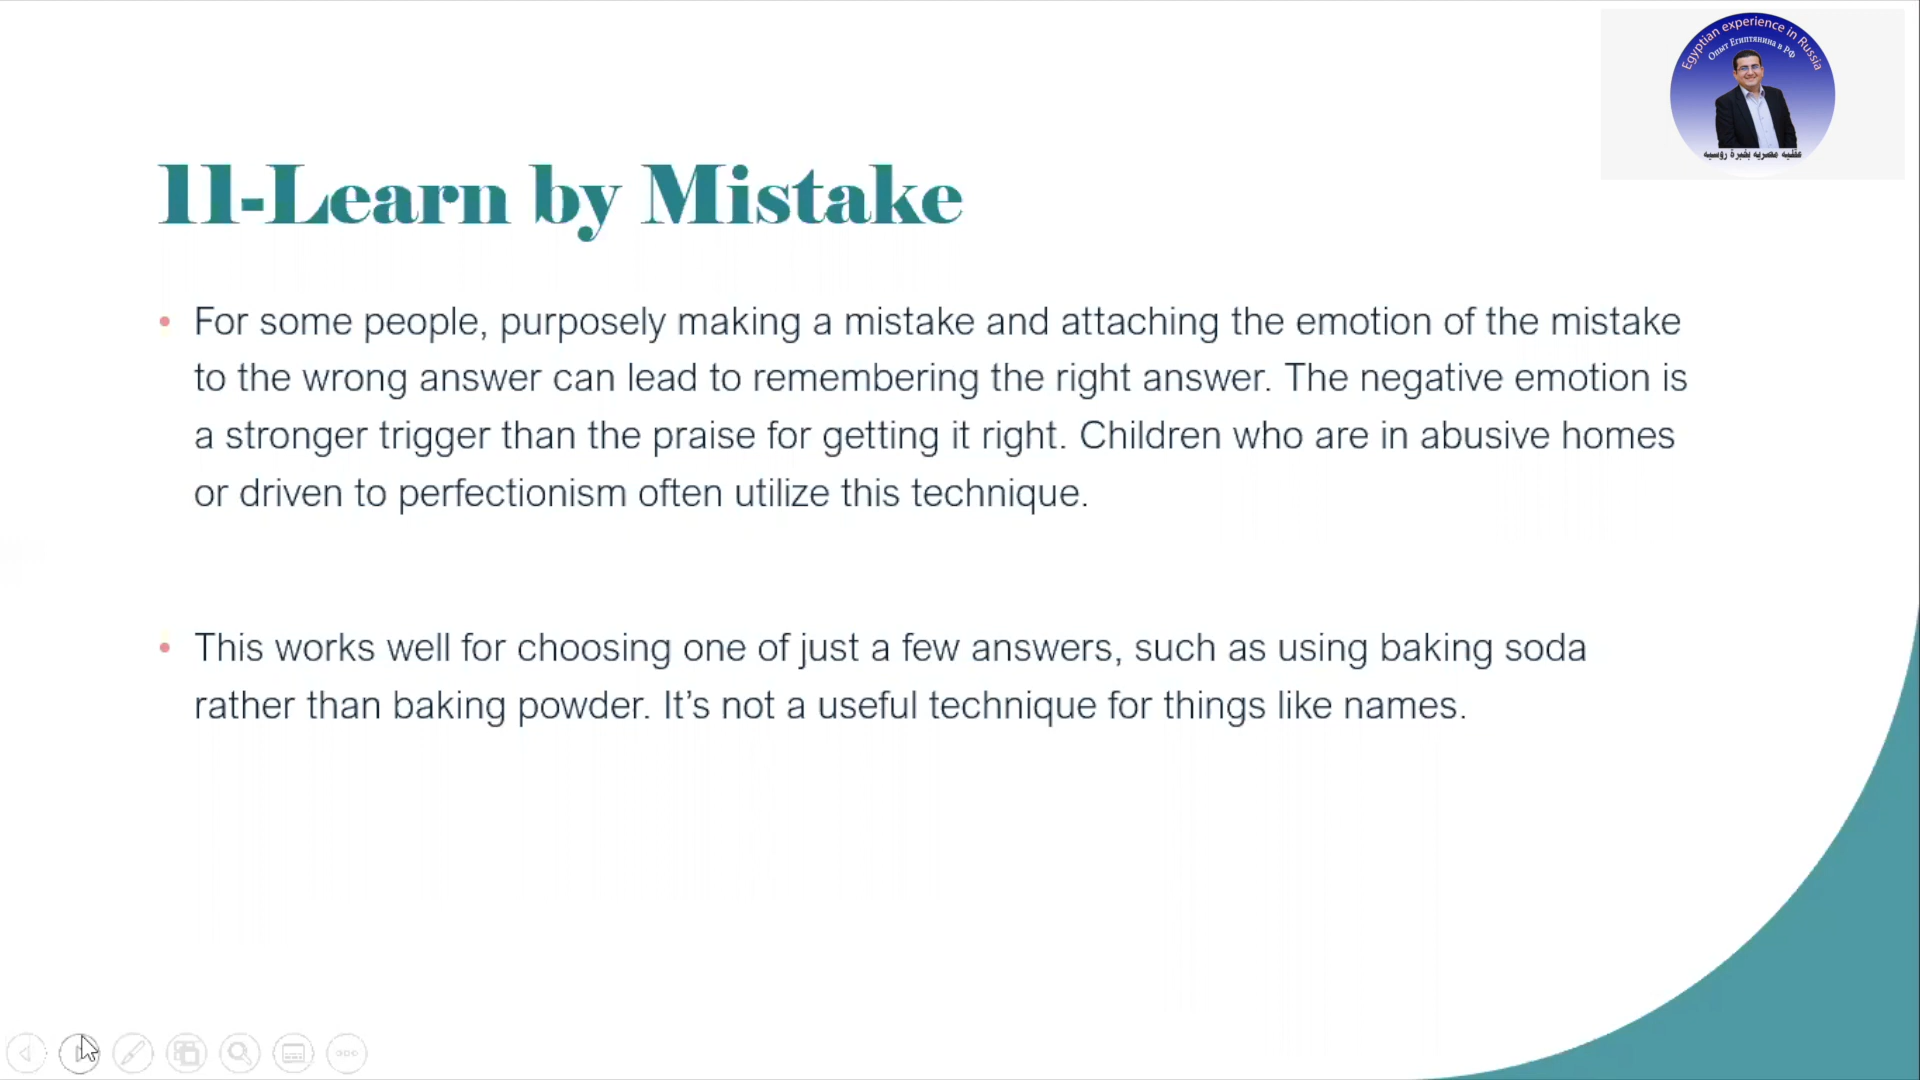 Egyptian experience in Russia
Опыт Египтянина в РФ
عقليه مصريه بخبرة روسيه
11-Learn by Mistake
• For some people, purposely making a mistake and attaching the emotion of the mistake
to the wrong answer can lead to remembering the right answer. The negative emotion is
a stronger trigger than the praise for getting it right. Children who are in abusive homes
or driven to perfectionism often utilize this technique.
• This works well for choosing one of just a few answers, such as using baking soda
rather than baking powder. It’s not a useful technique for things like names.